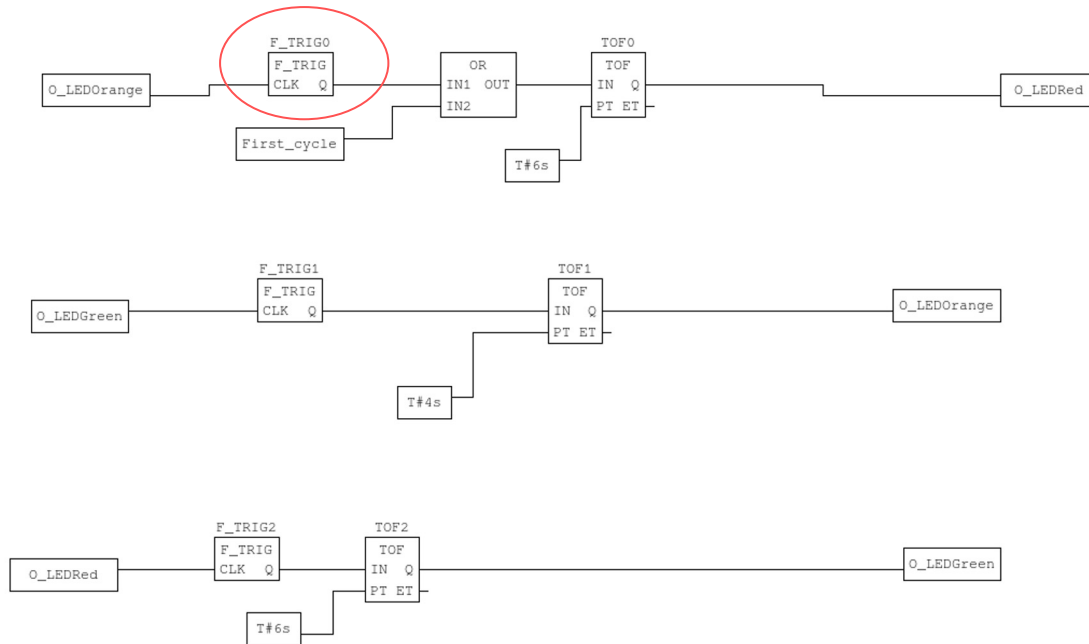 F_TRIG0
F_TRIG
CLK Q
O_LEDOrange
OR
IN1 OUT
IN2
First_cycle
TOF0
TOF
IN Q
PT ET
T#6s
O_LEDRed
F_TRIG1
F_TRIG
CLK Q
O_LEDGreen
TOF1
TOF
IN Q
PT ET
T#4s
O_LEDOrange
F_TRIG2
F_TRIG
CLK Q
O_LEDRed
TOF2
TOF
IN Q
PT ET
T#6s
O_LEDGreen